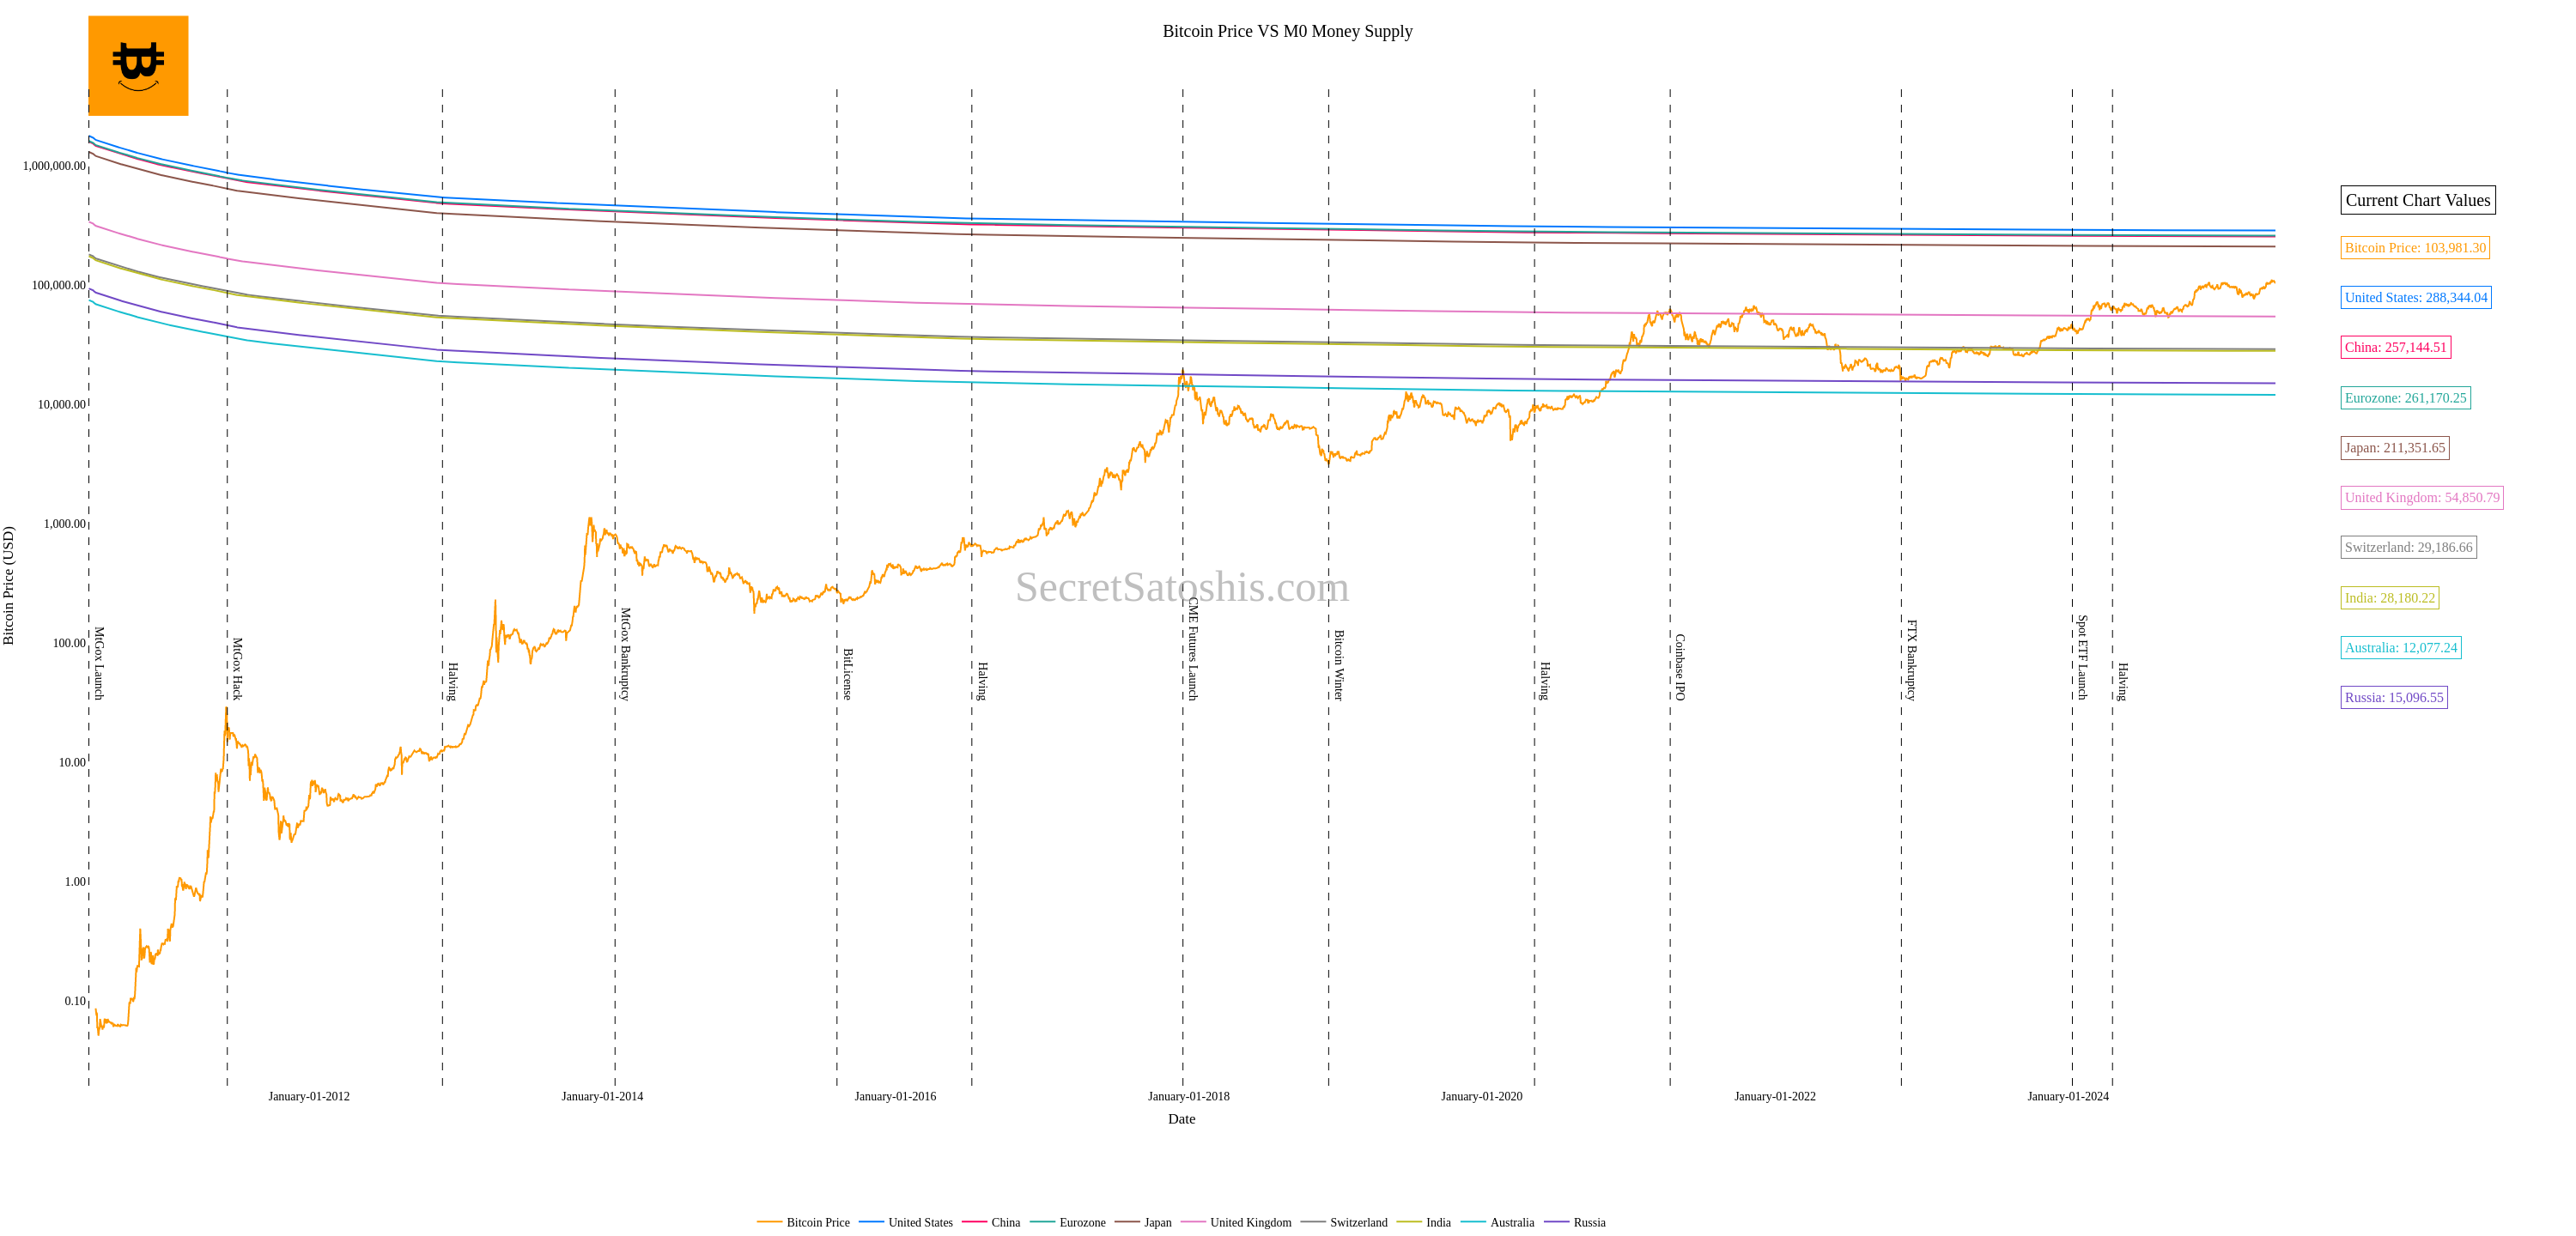 Bitcoin Price VS M0 Money Supply
1,000,000.00
100,000.00
10,000.00
1,000.00
100.00
10.00
1.00
0.10
Bitcoin Price (USD)
MtGox Launch
MtGox Hack
Halving
MtGox Bankruptcy
BitLicense
Halving
CME Futures Launch
Bitcoin Winter
Halving
Coinbase IPO
FTX Bankruptcy
Spot ETF Launch
Halving
SecretSatoshis.com
Current Chart Values
Bitcoin Price: 103,981.30
United States: 288,344.04
China: 257,144.51
Eurozone: 261,170.25
Japan: 211,351.65
United Kingdom: 54,850.79
Switzerland: 29,186.66
India: 28,180.22
Australia: 12,077.24
Russia: 15,096.55
January-01-2012 January-01-2014 January-01-2016 January-01-2018 January-01-2020 January-01-2022 January-01-2024
Date
Bitcoin Price United States China Eurozone Japan United Kingdom Switzerland India Australia Russia